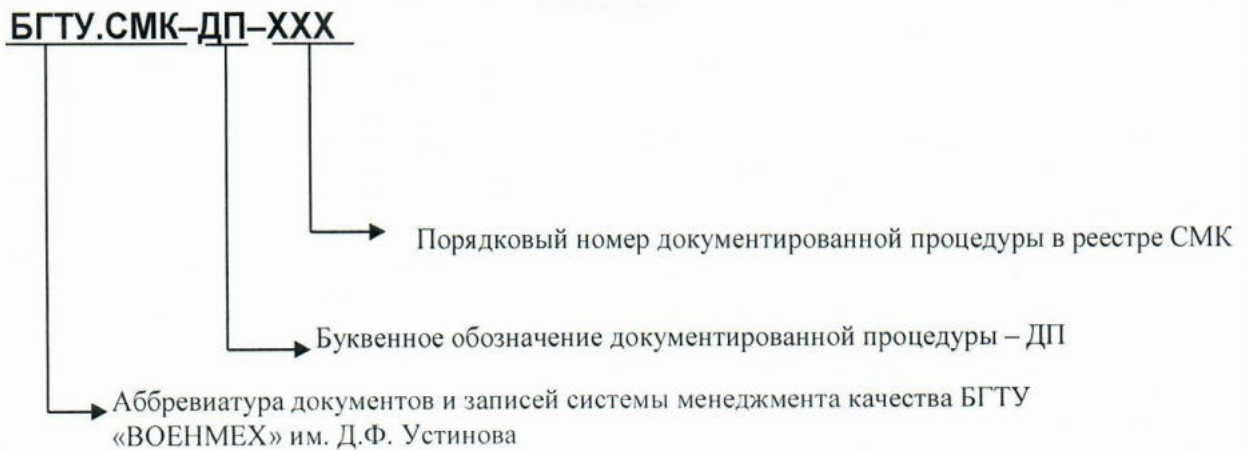 БГТУ.СМК–ДП–ХХХ
Порядковый номер документированной процедуры в реестре СМК
Буквенное обозначение документированной процедуры – ДП
Аббревиатура документов и записей системы менеджмента качества БГТУ
«ВОЕНМЕХ» им. Д.Ф. Устинова